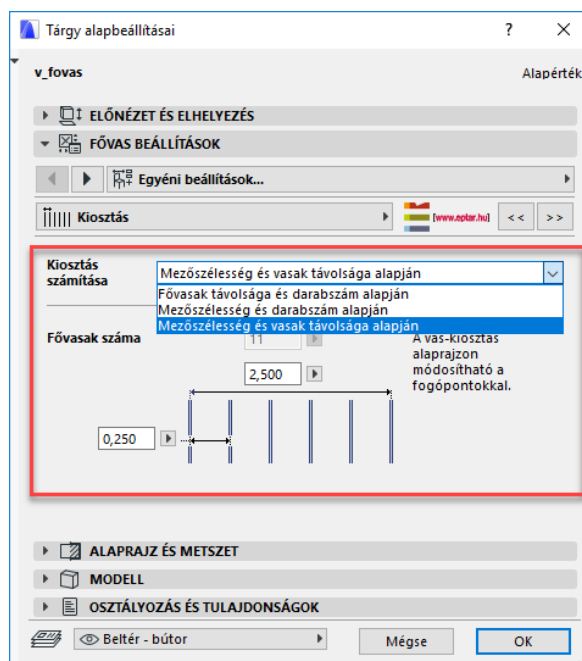 Tárgy alapbeállításai
?
v_fovas
Alapérték
ELŐNÉZET ÉS ELHELYEZÉS
FŐVAS BEÁLLÍTÁSOK
Egyéni beállítások...
Kiosztás
[www.eptar.hu]
<<
>>
Kiosztás
számítása
Mezőszélesség és vasak távolsága alapján
Fővasak távolsága és darabszám alapján
Mezőszélesség és darabszám alapján
Mezőszélesség és vasak távolsága alapján
Fővasak száma
11
A vas-kiosztás
alaprajzon
módosítható a
fogópontokkal.
2,500
0,250
ALAPRAJZ ÉS METSZET
MODELL
OSZTÁLYOZÁS ÉS TULAJDONSÁGOK
Beltér - bútor
Mégse
OK